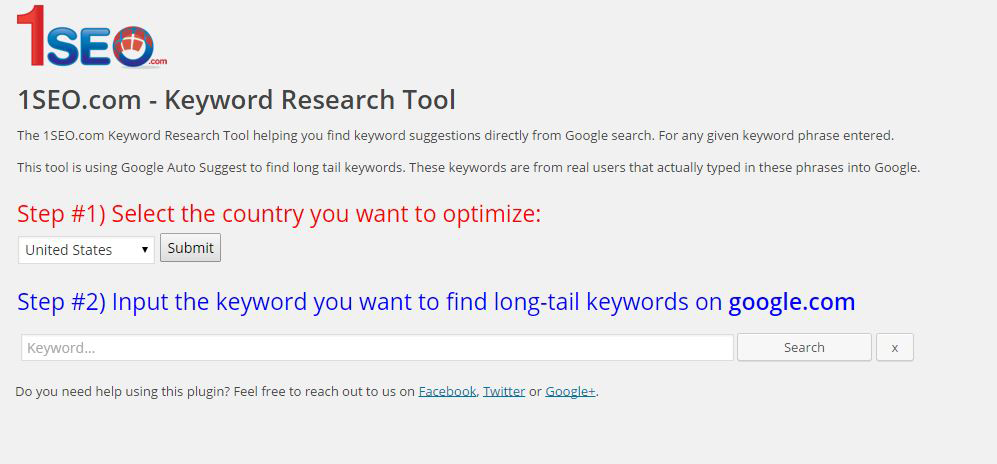 1SEO.com
1SEO.com - Keyword Research Tool
The 1SEO.com Keyword Research Tool helping you find keyword suggestions directly from Google search. For any given keyword phrase entered.
This tool is using Google Auto Suggest to find long tail keywords. These keywords are from real users that actually typed in these phrases into Google.
Step #1) Select the country you want to optimize:
United States Submit
Step #2) Input the keyword you want to find long-tail keywords on google.com
Keyword... Search x
Do you need help using this plugin? Feel free to reach out to us on Facebook, Twitter or Google+.